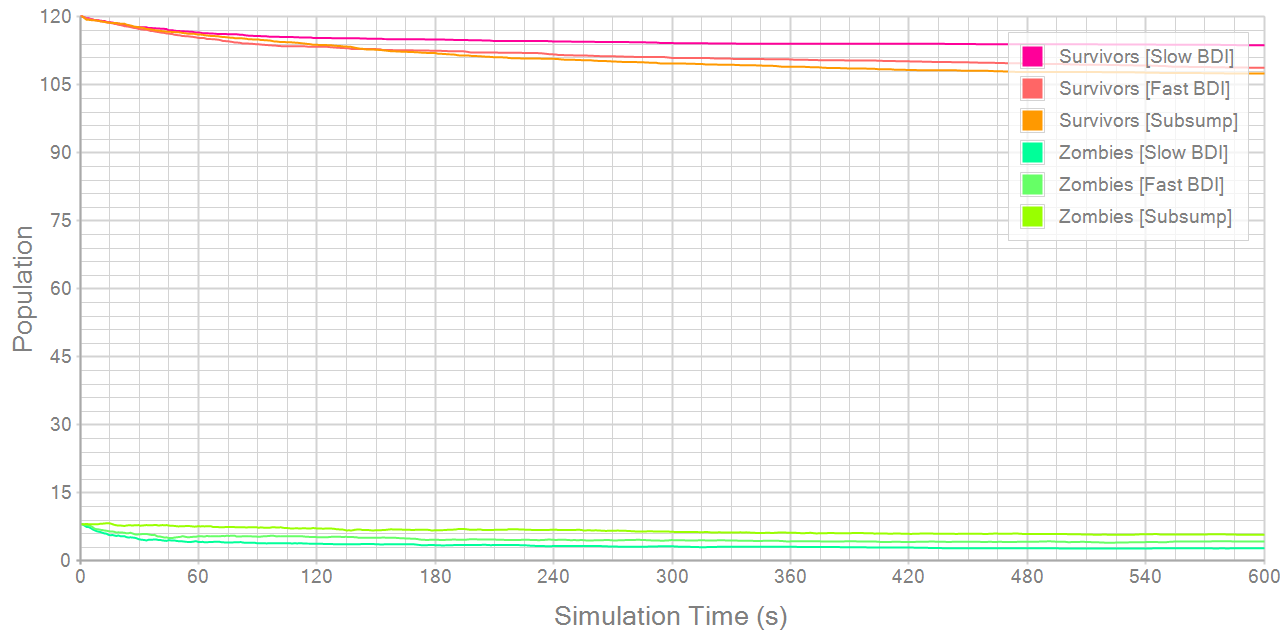 120
105
90
75
60
45
30
15
0
Population
0 60 120 180 240 300 360 420 480 540 600
Simulation Time (s)
Survivors [Slow BDI]
Survivors [Fast BDI]
Survivors [Subsump]
Zombies [Slow BDI]
Zombies [Fast BDI]
Zombies [Subsump]